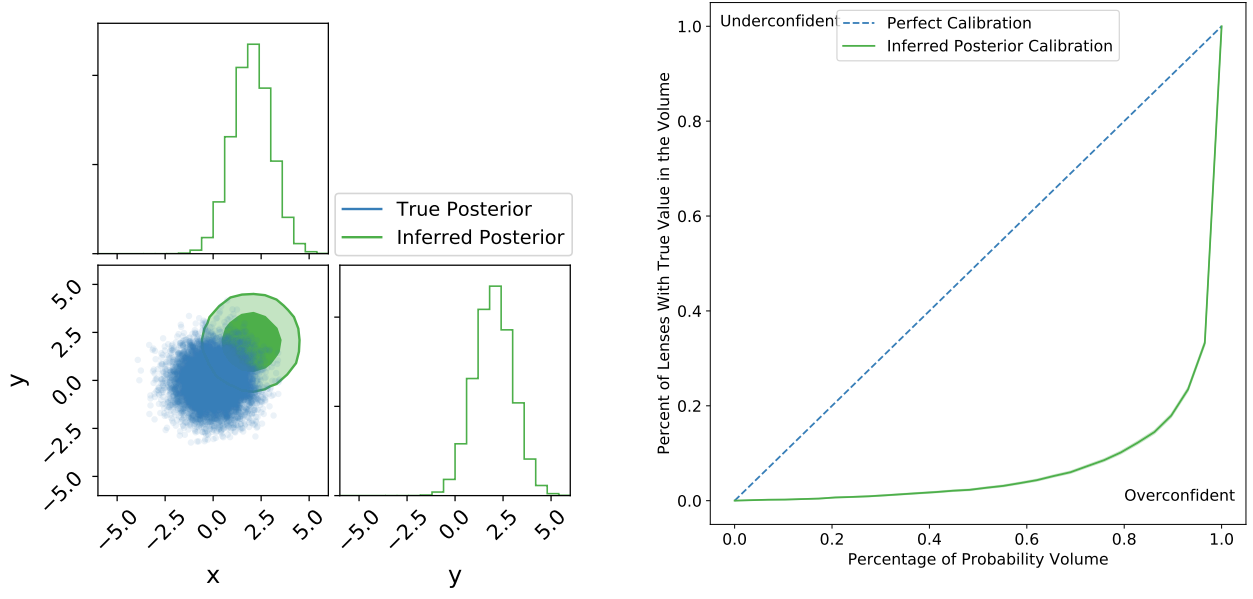 True Posterior
Inferred Posterior
y
5.0
2.5
0.0
−2.5
−5.0
−5.0
−2.5
0.0
2.5
5.0
x
−5.0
−2.5
0.0
2.5
5.0
y
Underconfident
Perfect Calibration
Inferred Posterior Calibration
Percent of Lenses With True Value in the Volume
1.0
0.8
0.6
0.4
0.2
0.0
Overconfident
0.0
0.2
0.4
0.6
0.8
1.0
Percentage of Probability Volume